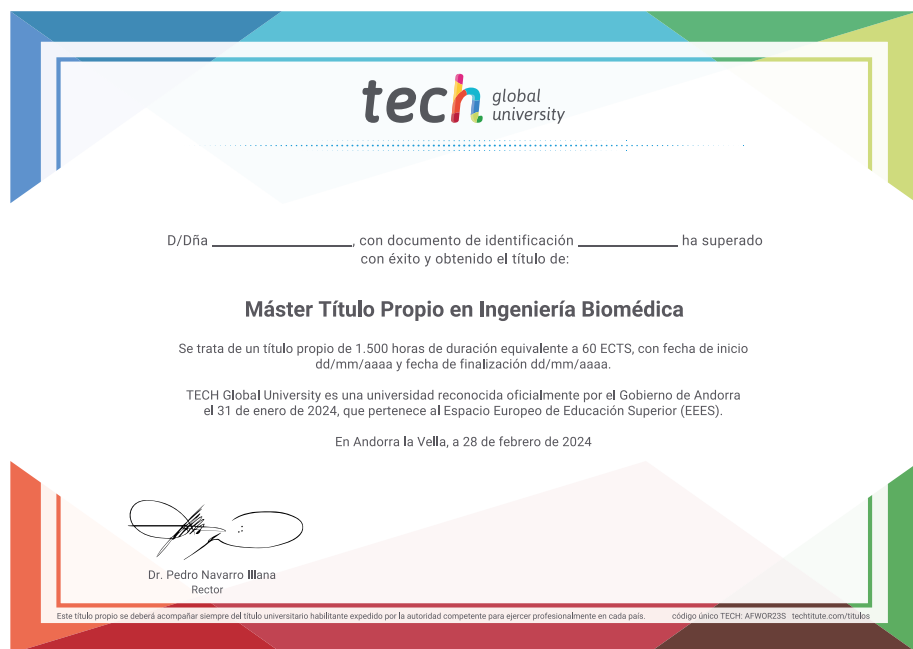 tech global
university
D/Dña ____________, con documento de identificación ____________ ha superado
con éxito y obtenido el título de:
Máster Título Propio en Ingeniería Biomédica
Se trata de un título propio de 1.500 horas de duración equivalente a 60 ECTS, con fecha de inicio
dd/mm/aaaa y fecha de finalización dd/mm/aaaa.
TECH Global University es una universidad reconocida oficialmente por el Gobierno de Andorra
el 31 de enero de 2024, que pertenece al Espacio Europeo de Educación Superior (EEES).
En Andorra la Vella, a 28 de febrero de 2024
Dr. Pedro Navarro Illana
Rector
Este título propio se deberá acompañar siempre del título universitario habilitante expedido por la autoridad competente para ejercer profesionalmente en cada país. código único TECH: AFWOR23S techtitute.com/titulos